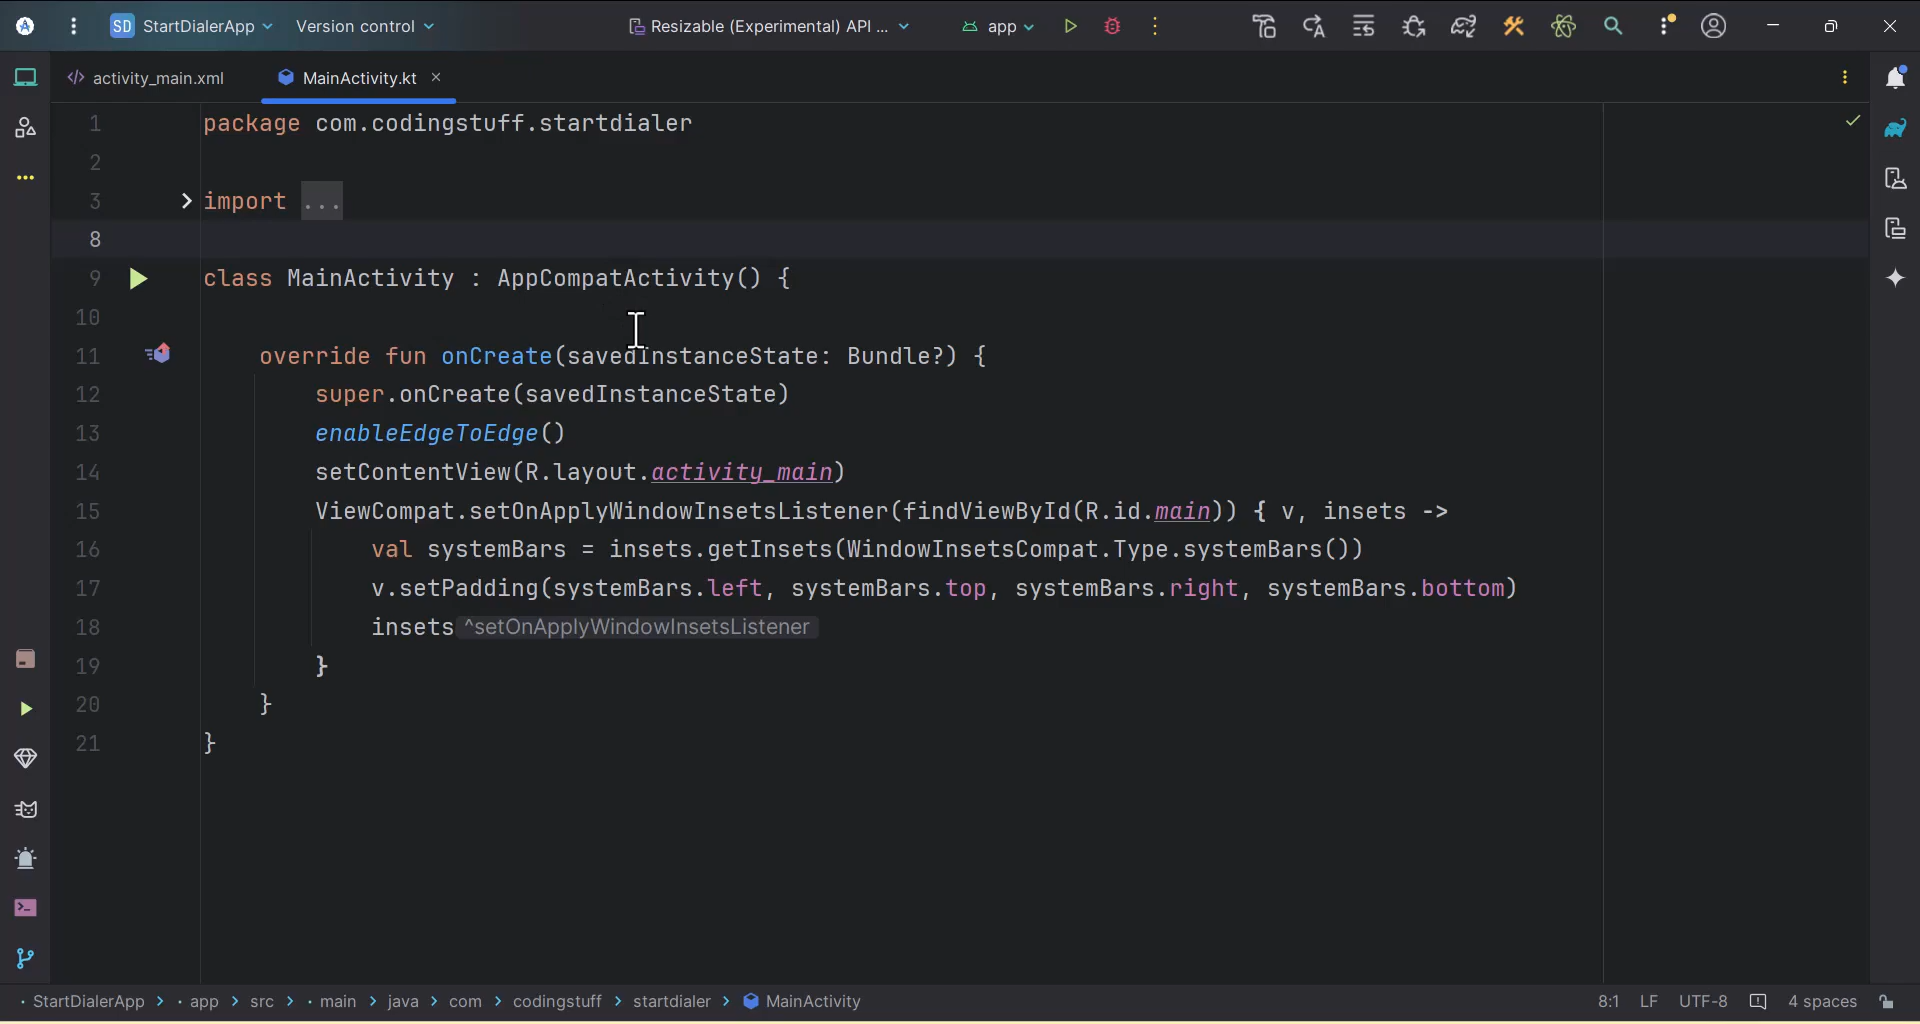 SD StartDialerApp Version control Resizable (Experimental) API ... app
activity_main.xml MainActivity.kt
1 package com.codingstuff.startdialer
2
3 import ...
8
9 class MainActivity : AppCompatActivity() {
10
11 override fun onCreate(savedInstanceState: Bundle?) {
12 super.onCreate(savedInstanceState)
13 enableEdgeToEdge()
14 setContentView(R.layout.activity_main)
15 ViewCompat.setOnApplyWindowInsetsListener(findViewById(R.id.main)) { v, insets ->
16 val systemBars = insets.getInsets(WindowInsetsCompat.Type.systemBars())
17 v.setPadding(systemBars.left, systemBars.top, systemBars.right, systemBars.bottom)
18 insets ^setOnApplyWindowInsetsListener
19 }
20 }
21 }
StartDialerApp > app > src > main > java > com > codingstuff > startdialer > MainActivity 8:1 LF UTF-8 4 spaces